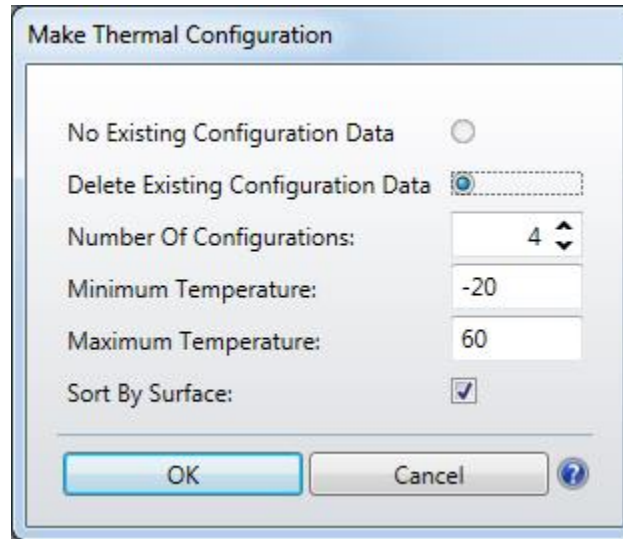 Make Thermal Configuration
No Existing Configuration Data
Delete Existing Configuration Data
Number Of Configurations: 4
Minimum Temperature: -20
Maximum Temperature: 60
Sort By Surface:
OK Cancel ?